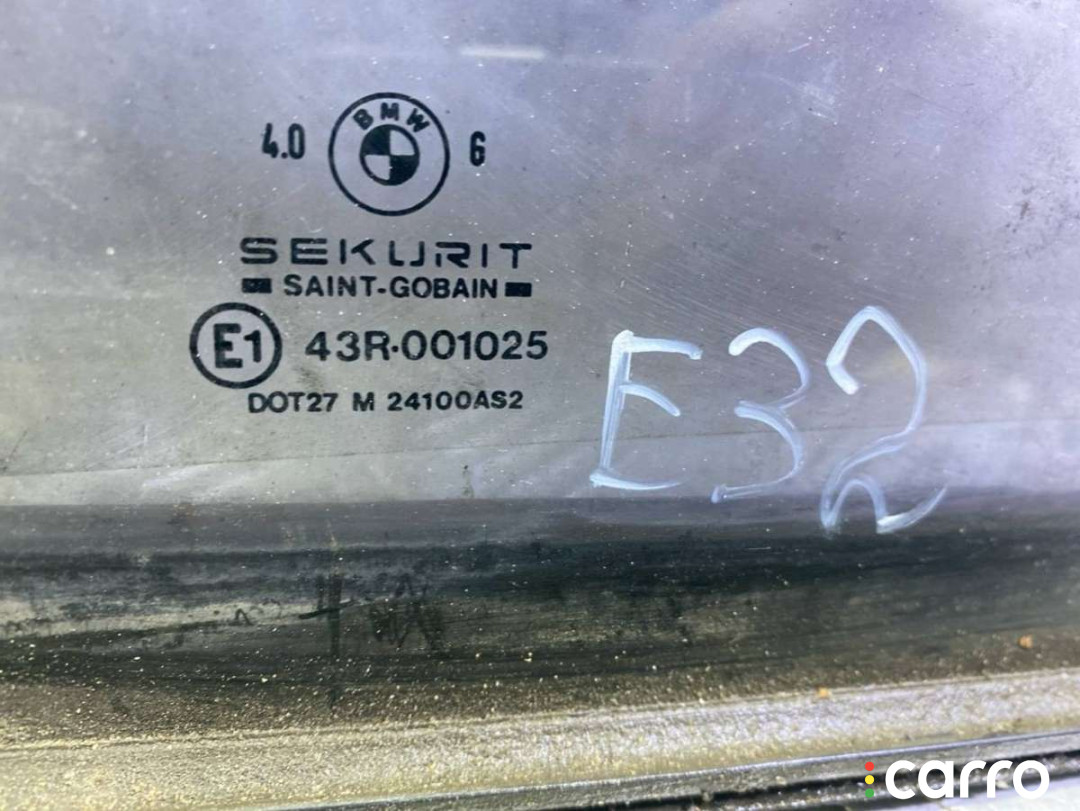 4.0 BMW 6
SEKURIT
SAINT-GOBAIN
E1 43R·001025
DOT27 M 24100AS2
E32
carro